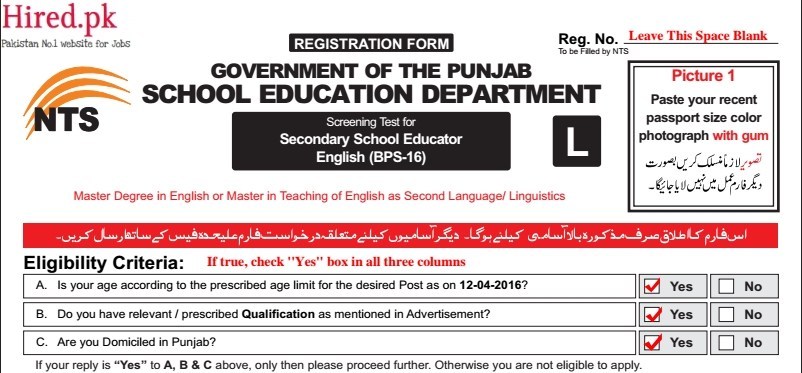 Hired.pk
Pakistan No.1 website for Jobs
REGISTRATION FORM
Reg. No. Leave This Space Blank
To be Filled by NTS
NTS
GOVERNMENT OF THE PUNJAB
SCHOOL EDUCATION DEPARTMENT
Screening Test for
Secondary School Educator
English (BPS-16)
L
Picture 1
Paste your recent
passport size color
photograph with gum
تصویر لازماً منسلک کریں بصورت
دیگر فارم عمل میں نہیں لایا جائیگا۔
Master Degree in English or Master in Teaching of English as Second Language/ Linguistics
اس فارم کا اطلاق صرف مذکورہ بالا آسامی کیلئے ہوگا۔ دیگر آسامیوں کیلئے متعلقہ درخواست فارم علیحدہ فیس کے ساتھ ارسال کریں۔
Eligibility Criteria: If true, check "Yes" box in all three columns
A. Is your age according to the prescribed age limit for the desired Post as on 12-04-2016? Yes No
B. Do you have relevant / prescribed Qualification as mentioned in Advertisement? Yes No
C. Are you Domiciled in Punjab? Yes No
If your reply is “Yes” to A, B & C above, only then please proceed further. Otherwise you are not eligible to apply.